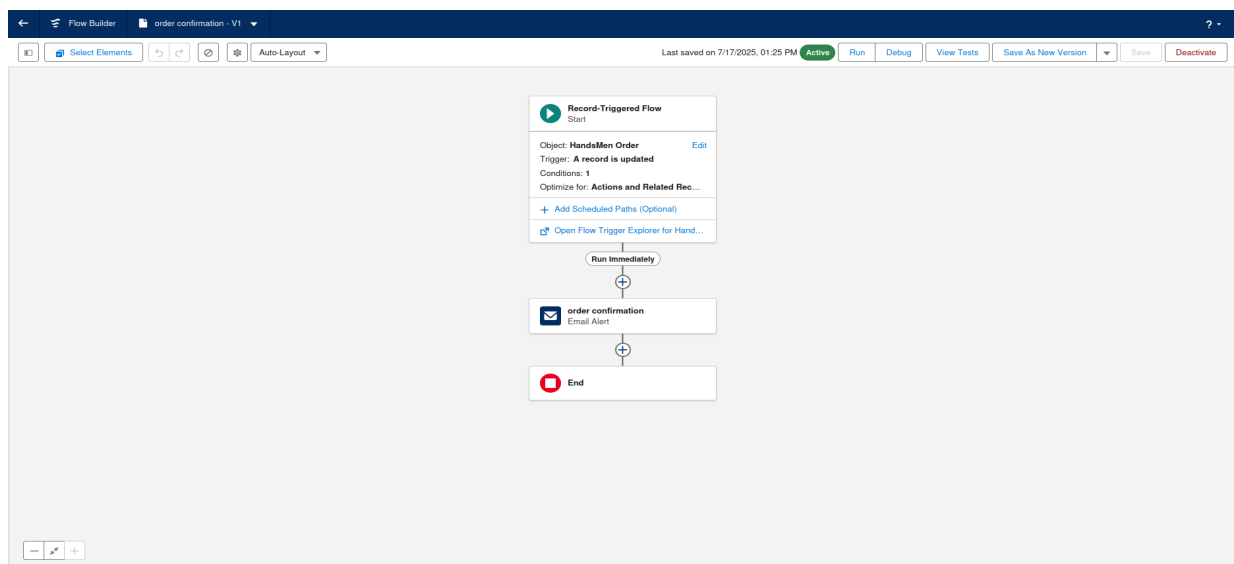 Flow Builder
order confirmation - V1
?
Select Elements
Auto-Layout
Last saved on 7/17/2025, 01:25 PM
Active
Run
Debug
View Tests
Save As New Version
Save
Deactivate
Record-Triggered Flow
Start
Object: HandsMen Order
Edit
Trigger: A record is updated
Conditions: 1
Optimize for: Actions and Related Rec...
+ Add Scheduled Paths (Optional)
Open Flow Trigger Explorer for Hand...
Run Immediately
order confirmation
Email Alert
End